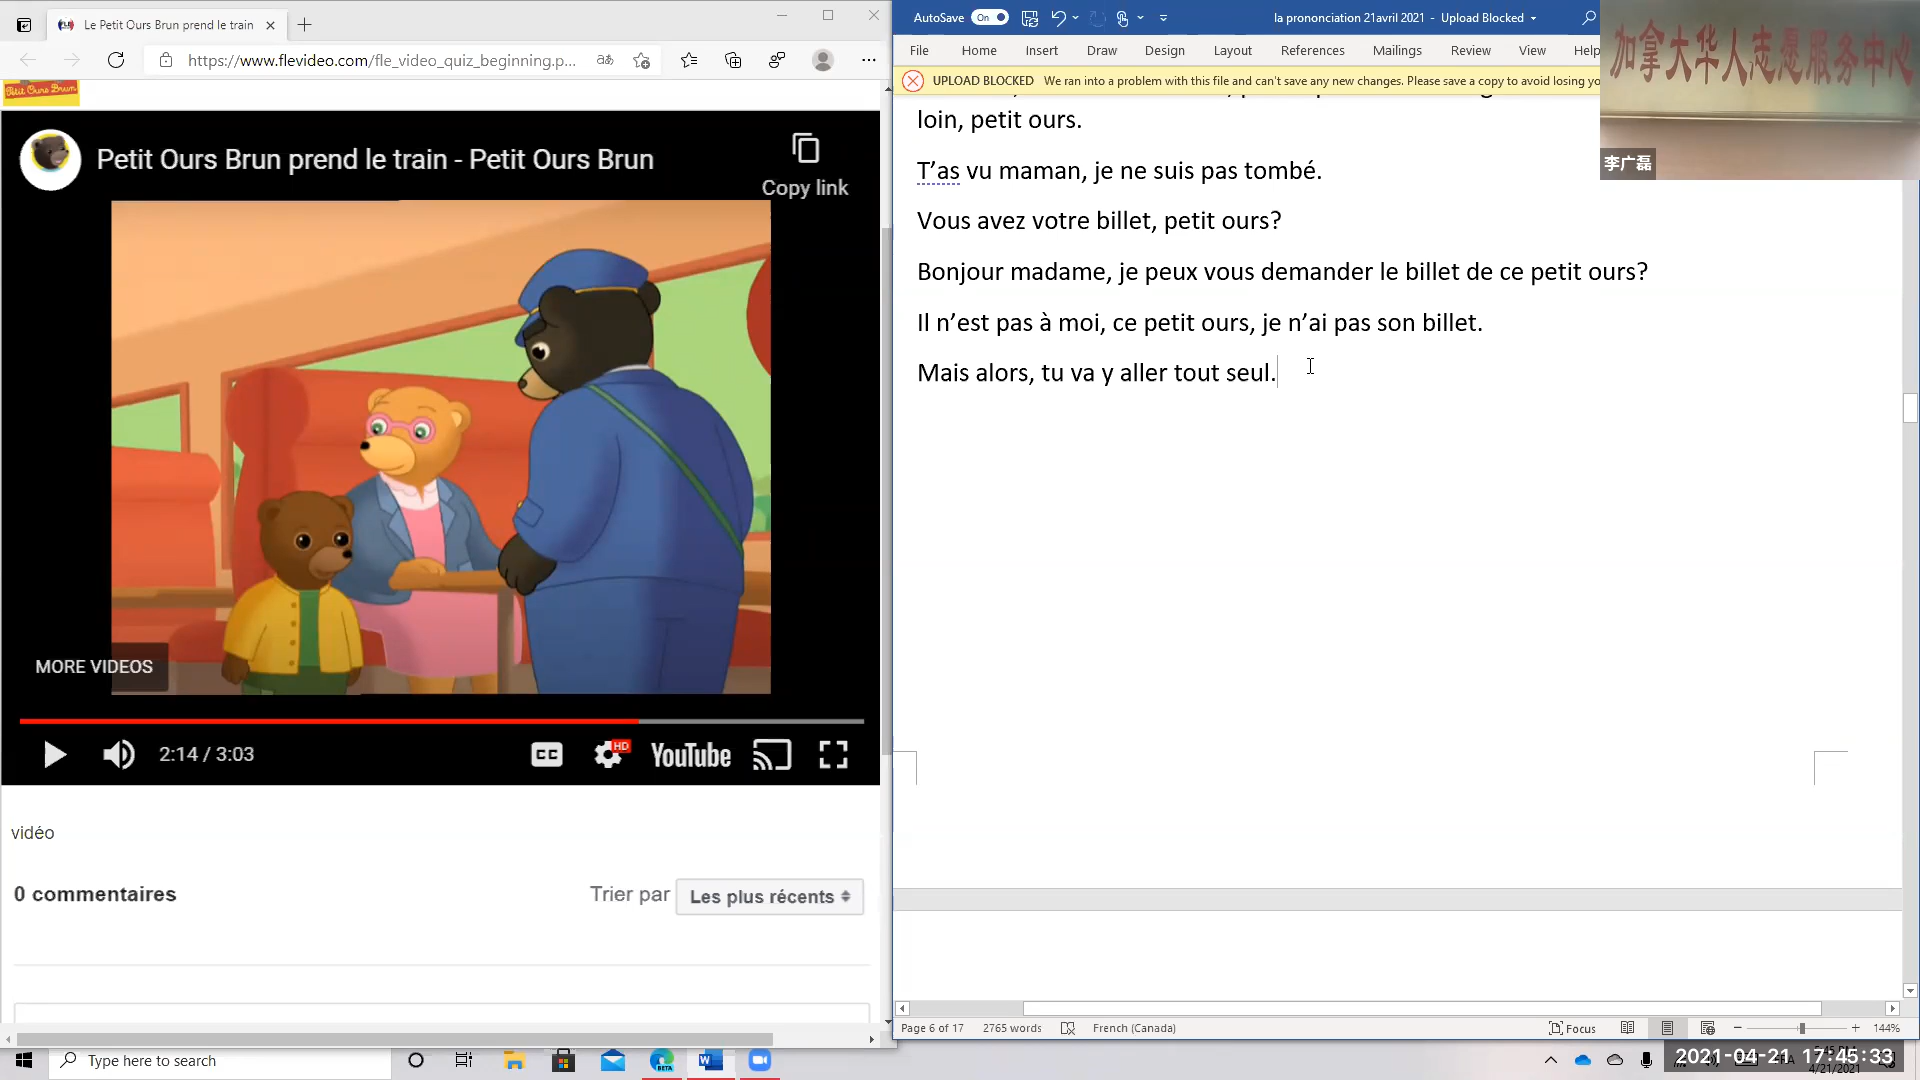 Le Petit Ours Brun prend le train
https://www.flevideo.com/fle_video_quiz_beginning.p...
Petit Ours Brun
Petit Ours Brun prend le train - Petit Ours Brun
Copy link
MORE VIDEOS
2:14 / 3:03
CC
HD
YouTube
vidéo
0 commentaires
Trier par
Les plus récents
AutoSave
On
la prononciation 21avril 2021 - Upload Blocked
File Home Insert Draw Design Layout References Mailings Review View Help
UPLOAD BLOCKED We ran into a problem with this file and can't save any new changes. Please save a copy to avoid losing yo
loin, petit ours.
T’as vu maman, je ne suis pas tombé.
Vous avez votre billet, petit ours?
Bonjour madame, je peux vous demander le billet de ce petit ours?
Il n’est pas à moi, ce petit ours, je n’ai pas son billet.
Mais alors, tu va y aller tout seul.
加拿大华人志愿服务中心
李广磊
Page 6 of 17 2765 words French (Canada)
Focus
144%
Type here to search
BETA
2021-04-21 17:45:33
4/21/2021